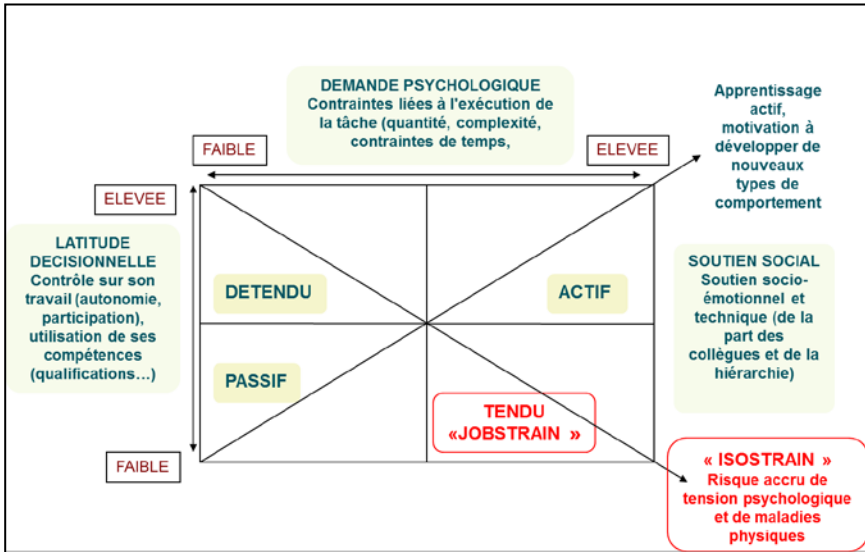 DEMANDE PSYCHOLOGIQUE
Contraintes liées à l'exécution de
la tâche (quantité, complexité,
contraintes de temps,
FAIBLE
ELEVEE
Apprentissage
actif,
motivation à
développer de
nouveaux
types de
comportement
ELEVEE
LATITUDE
DECISIONNELLE
Contrôle sur son
travail (autonomie,
participation),
utilisation de ses
compétences
(qualifications...)
DETENDU
ACTIF
SOUTIEN SOCIAL
Soutien socio-
émotionnel et
technique (de la
part des
collègues et de la
hiérarchie)
PASSIF
TENDU
«JOBSTRAIN »
FAIBLE
« ISOSTRAIN »
Risque accru de
tension psychologique
et de maladies
physiques